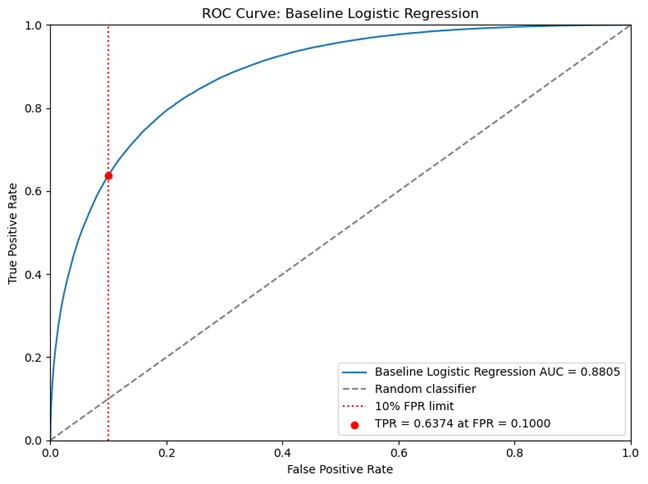 ROC Curve: Baseline Logistic Regression
1.0
0.8
0.6
0.4
0.2
0.0
True Positive Rate
Baseline Logistic Regression AUC = 0.8805
Random classifier
10% FPR limit
TPR = 0.6374 at FPR = 0.1000
0.0 0.2 0.4 0.6 0.8 1.0
False Positive Rate